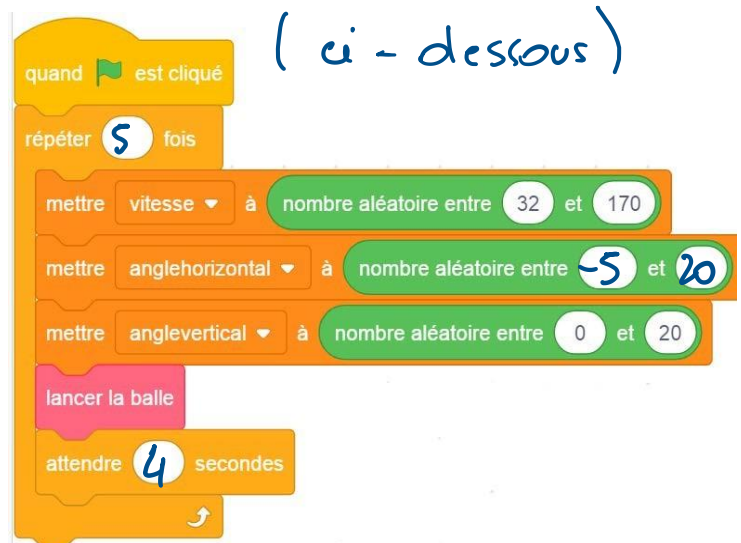 ( ci - dessous )
quand est cliqué
répéter 5 fois
mettre vitesse à nombre aléatoire entre 32 et 170
mettre anglehorizontal à nombre aléatoire entre -5 et 20
mettre anglevertical à nombre aléatoire entre 0 et 20
lancer la balle
attendre 4 secondes